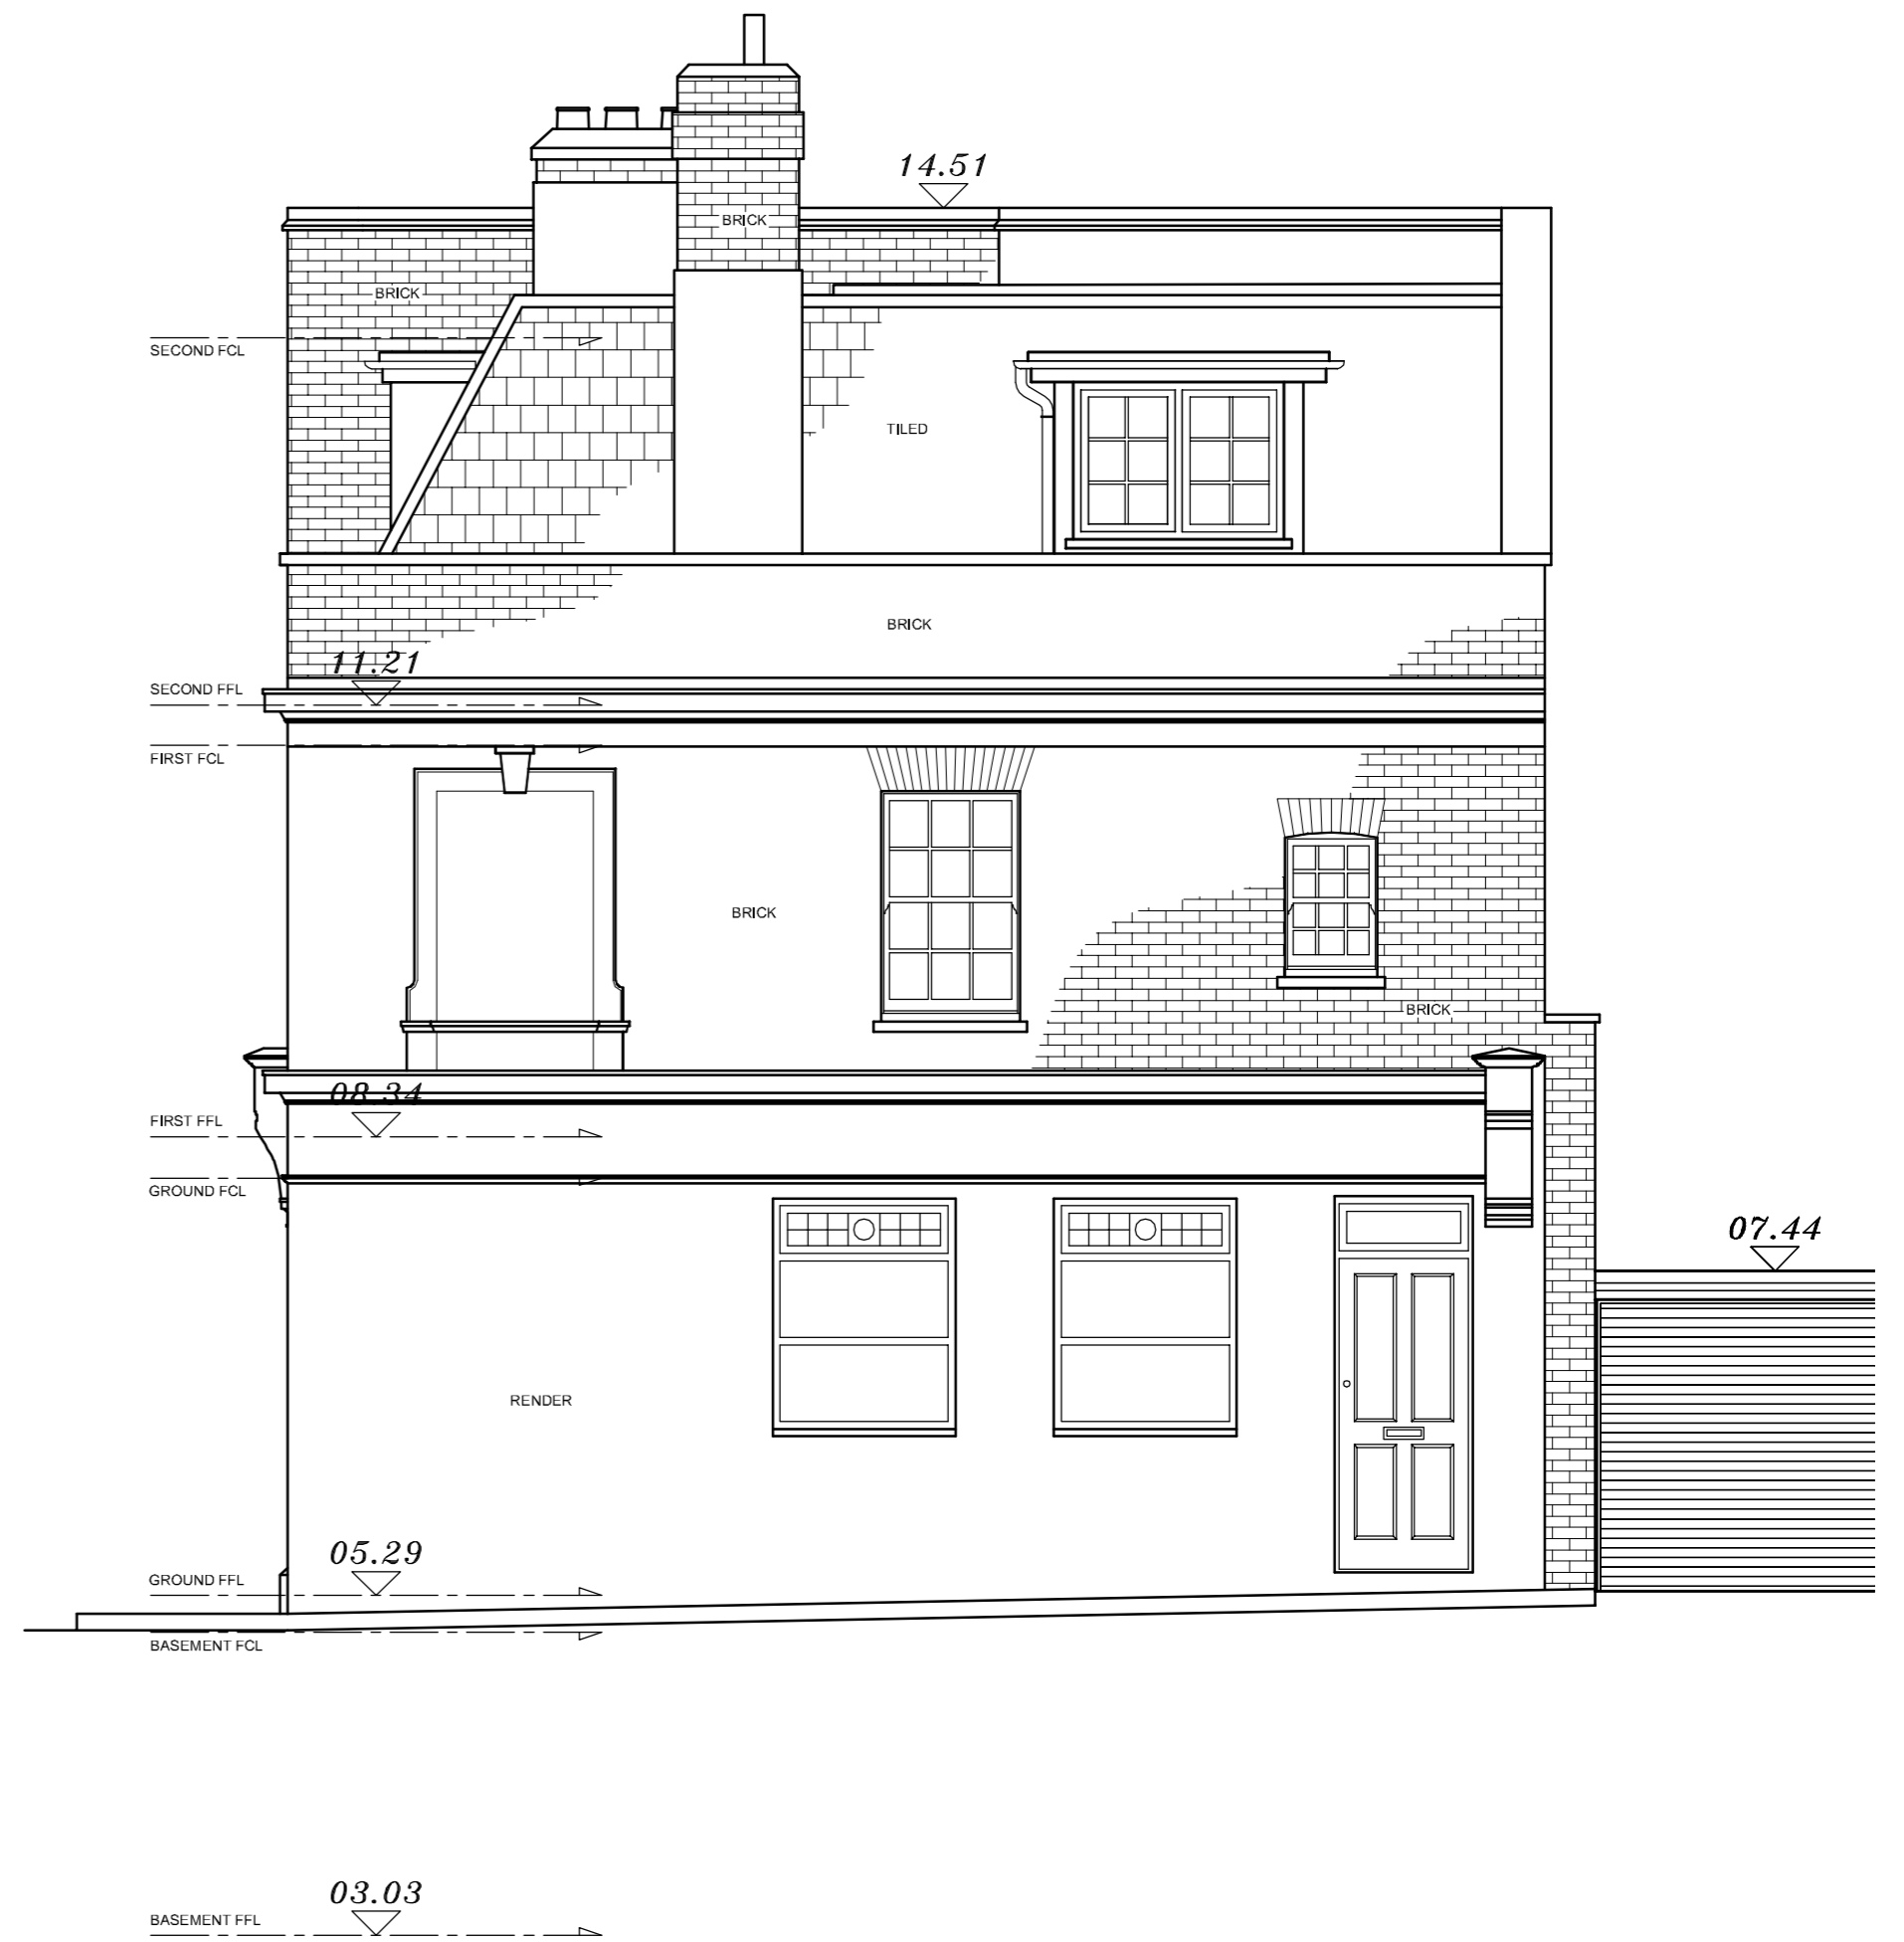 14.51
BRICK
BRICK
SECOND FCL
TILED
BRICK
11.21
SECOND FFL
FIRST FCL
BRICK
BRICK
08.34
FIRST FFL
GROUND FCL
07.44
RENDER
05.29
GROUND FFL
BASEMENT FCL
03.03
BASEMENT FFL